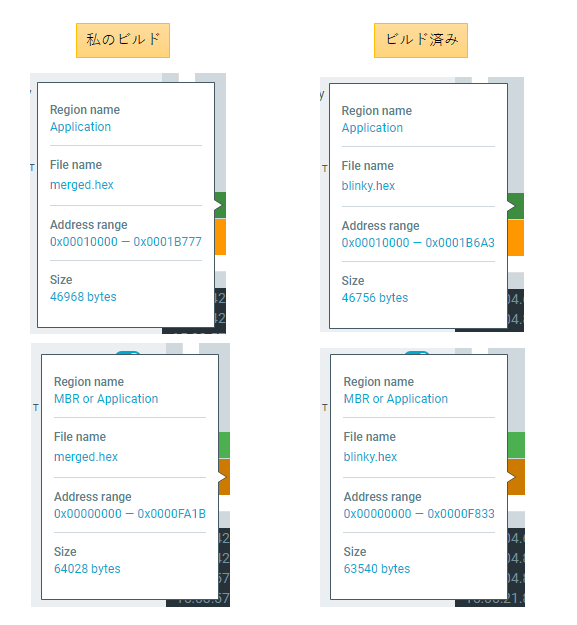 私のビルド
ビルド済み
Region name
Application
File name
merged.hex
Address range
0x00010000 — 0x0001B777
Size
46968 bytes
Region name
Application
File name
blinky.hex
Address range
0x00010000 — 0x0001B6A3
Size
46756 bytes
Region name
MBR or Application
File name
merged.hex
Address range
0x00000000 — 0x0000FA1B
Size
64028 bytes
Region name
MBR or Application
File name
blinky.hex
Address range
0x00000000 — 0x0000F833
Size
63540 bytes